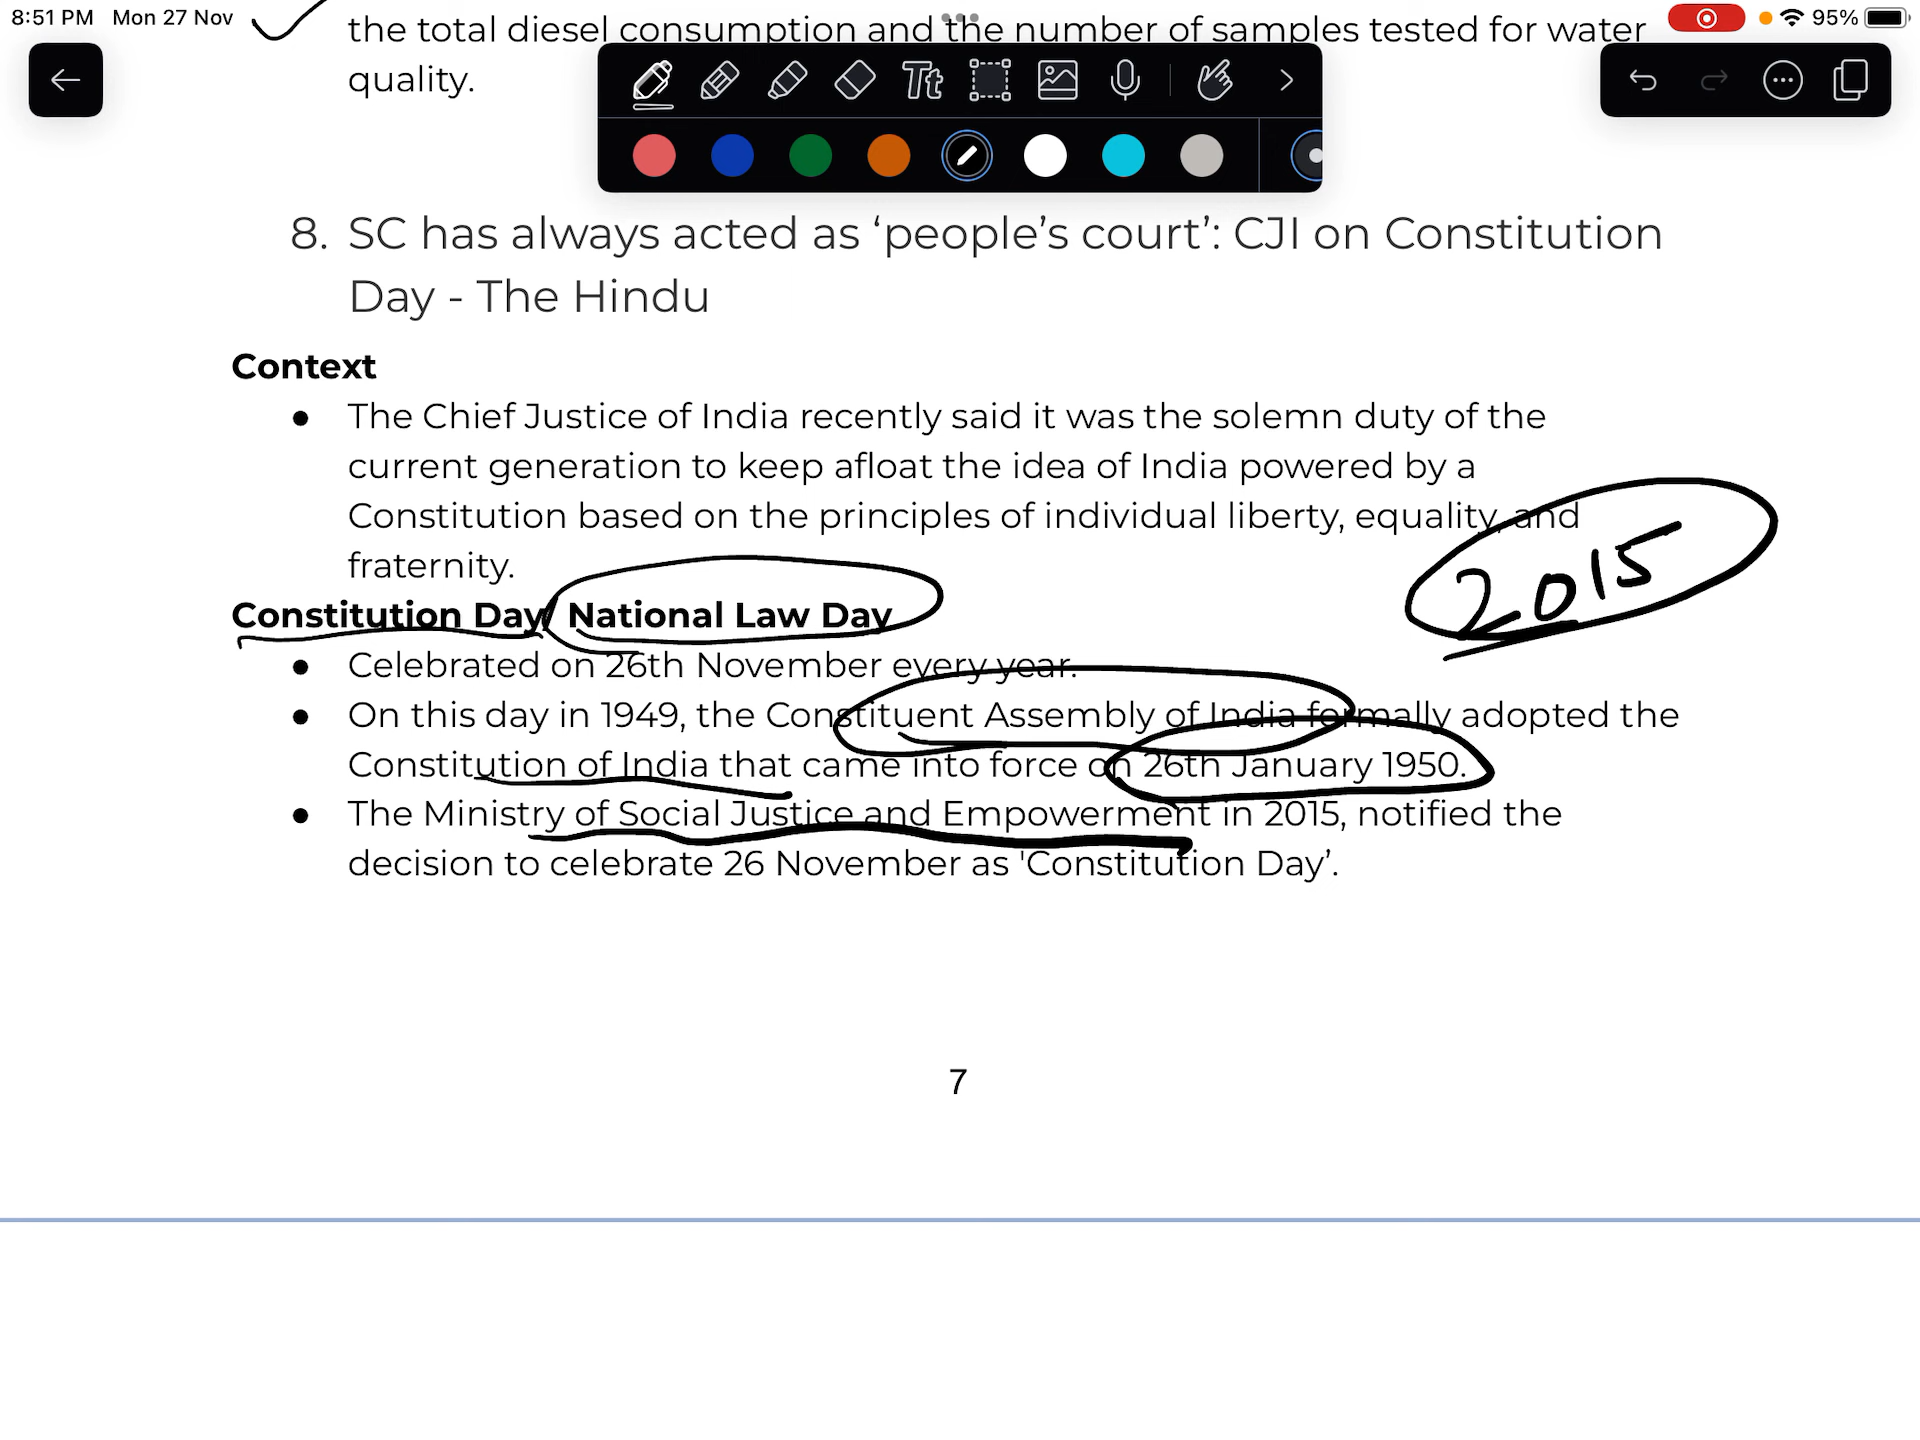 8:51 PM Mon 27 Nov
95%
the total diesel consumption and the number of samples tested for water
quality.
Tt
8. SC has always acted as ‘people’s court’: CJI on Constitution
Day - The Hindu
Context
● The Chief Justice of India recently said it was the solemn duty of the
current generation to keep afloat the idea of India powered by a
Constitution based on the principles of individual liberty, equality, and
fraternity.
2015
Constitution Day/ National Law Day
● Celebrated on 26th November every year.
● On this day in 1949, the Constituent Assembly of India formally adopted the
Constitution of India that came into force on 26th January 1950.
● The Ministry of Social Justice and Empowerment in 2015, notified the
decision to celebrate 26 November as 'Constitution Day’.
7